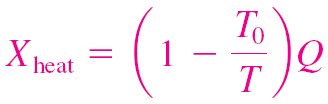 X_heat = (1 − T_0/T)Q